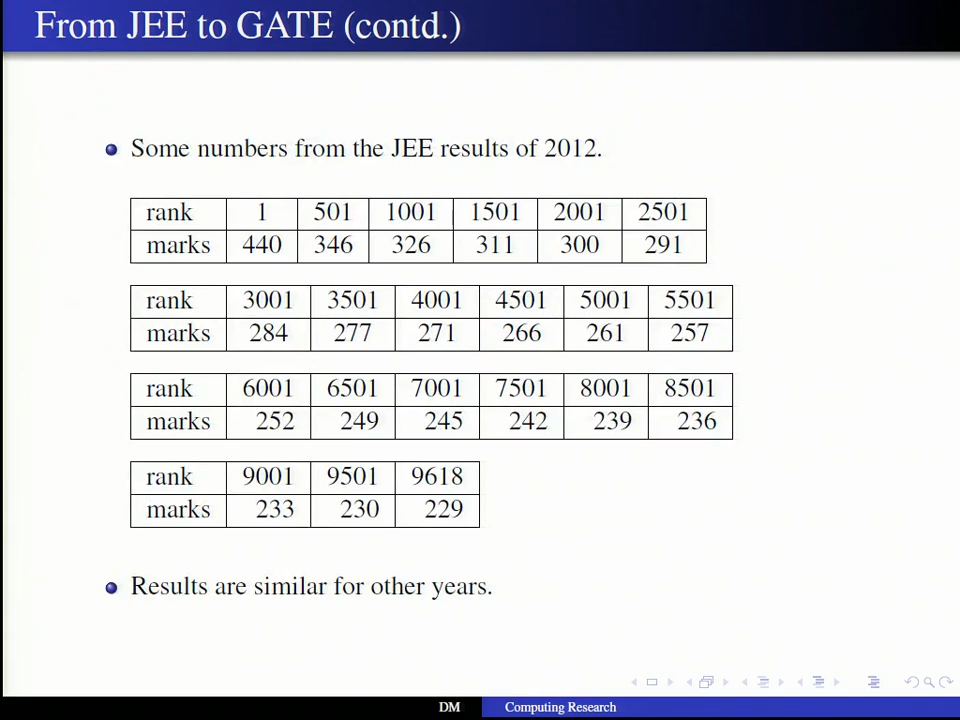 From JEE to GATE (contd.)
Some numbers from the JEE results of 2012.
rank 1 501 1001 1501 2001 2501
marks 440 346 326 311 300 291
rank 3001 3501 4001 4501 5001 5501
marks 284 277 271 266 261 257
rank 6001 6501 7001 7501 8001 8501
marks 252 249 245 242 239 236
rank 9001 9501 9618
marks 233 230 229
Results are similar for other years.
DM Computing Research